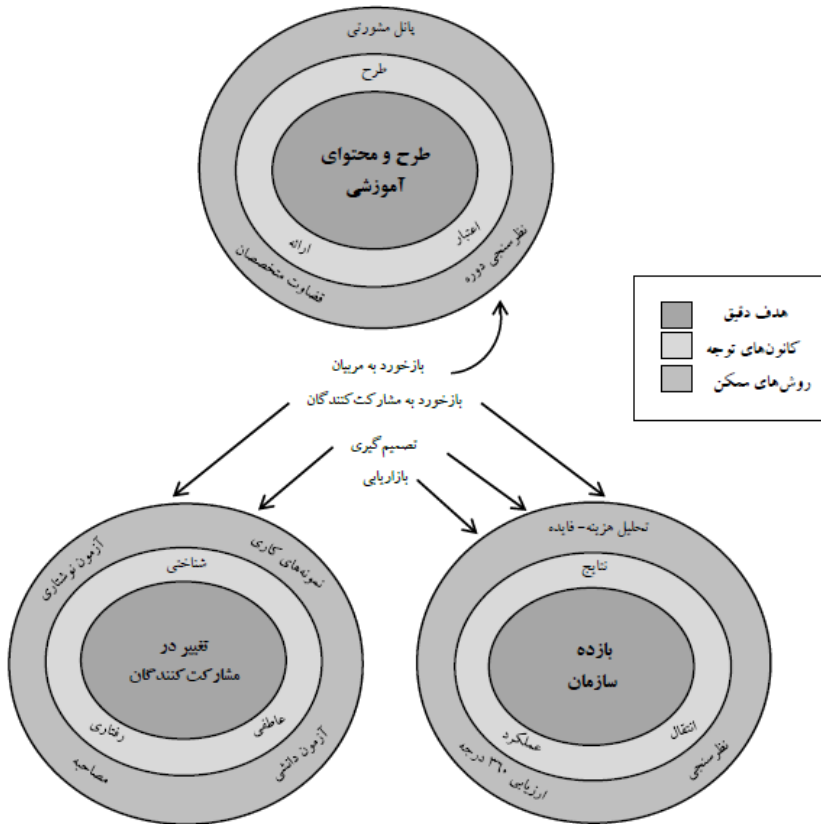 پانل مشورتی
طرح
طرح و محتوای
آموزشی
ارائه
اعتبار
قضاوت متخصصان
نظرسنجی دوره
هدف دقیق
کانون‌های توجه
روش‌های ممکن
بازخورد به مربیان
بازخورد به مشارکت‌کنندگان
تصمیم‌گیری
بازاریابی
آزمون نوشتاری
نمونه‌های کاری
شناختی
تغییر در
مشارکت‌کنندگان
رفتاری
عاطفی
مصاحبه
آزمون دانشی
تحلیل هزینه- فایده
نتایج
بازده
سازمان
عملکرد
انتقال
ارزیابی ۳۶۰ درجه
نظرسنجی